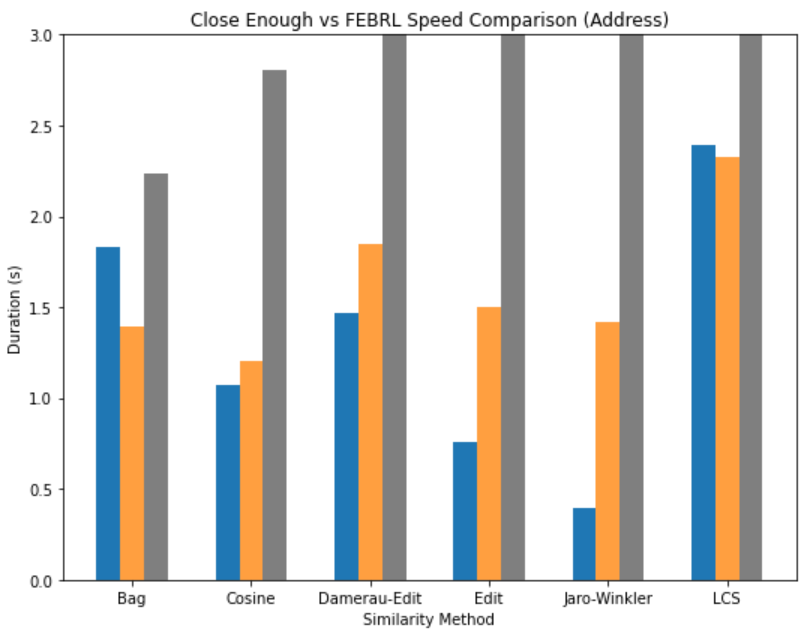 Close Enough vs FEBRL Speed Comparison (Address)
3.0
2.5
2.0
1.5
1.0
0.5
0.0
Duration (s)
Bag Cosine Damerau-Edit Edit Jaro-Winkler LCS
Similarity Method